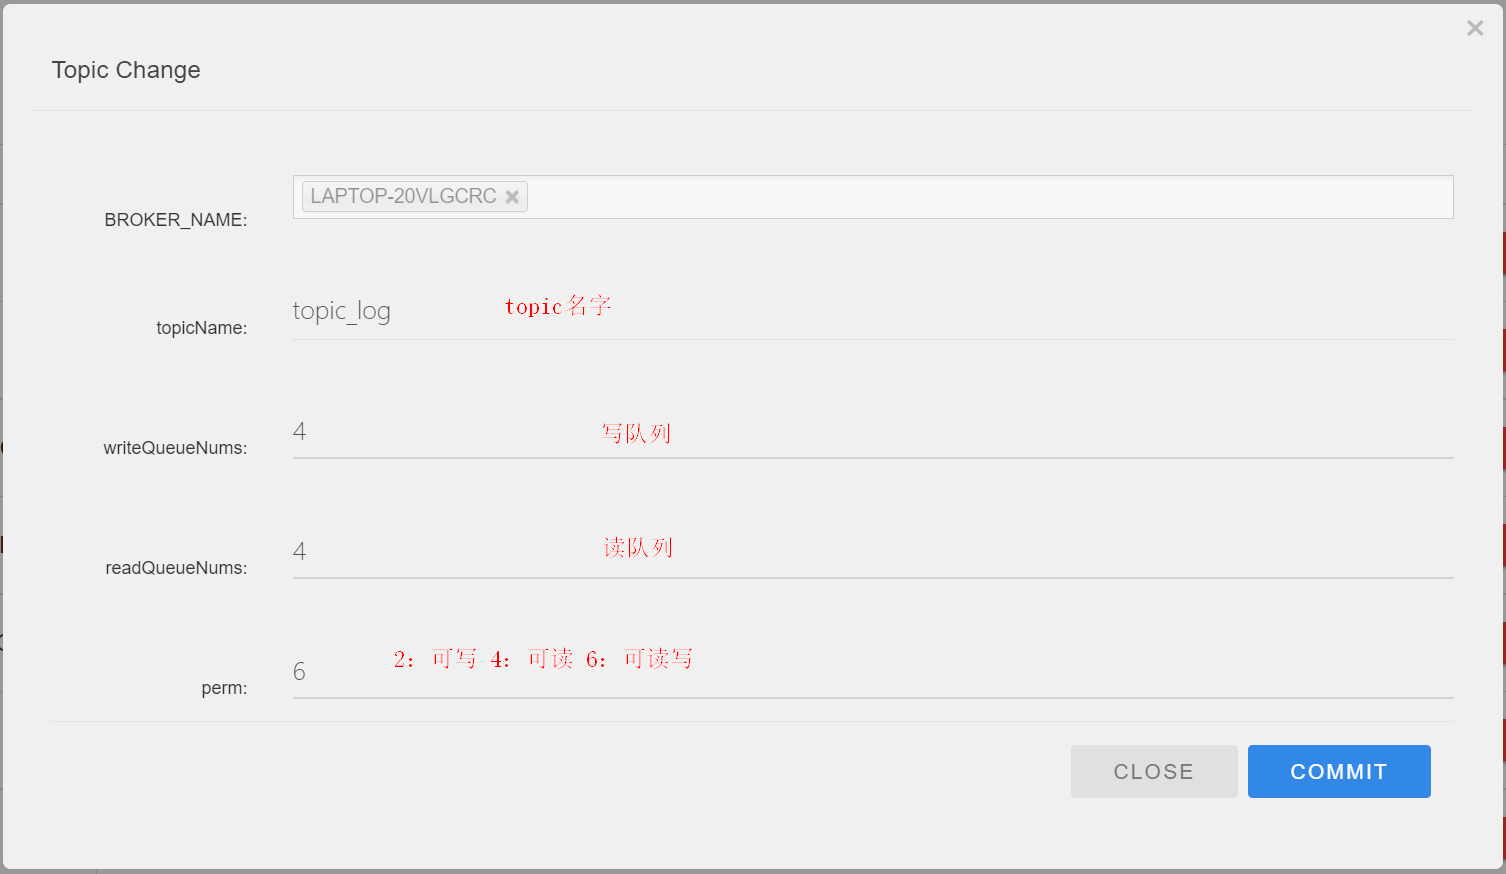 ×
Topic Change
BROKER_NAME: LAPTOP-20VLGCRC ×
topicName: topic_log topic名字
writeQueueNums: 4 写队列
readQueueNums: 4 读队列
perm: 6 2：可写 4：可读 6：可读写
CLOSE COMMIT